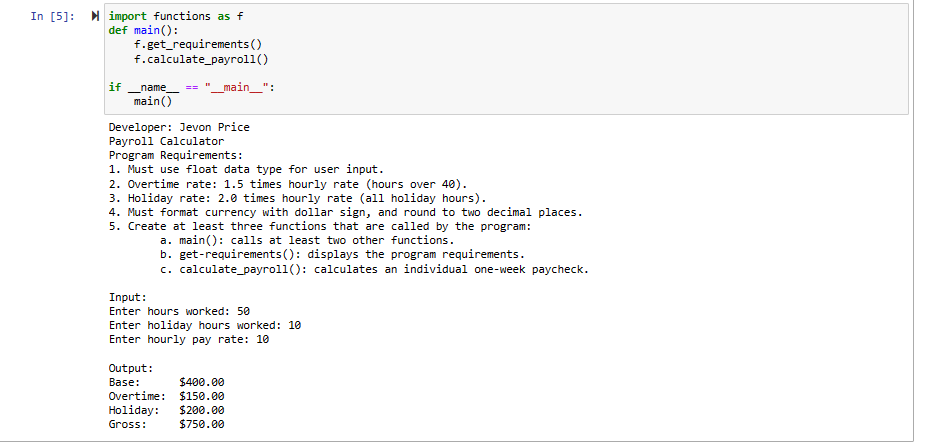 In [5]:
import functions as f
def main():
    f.get_requirements()
    f.calculate_payroll()
if __name__ == "__main__":
    main()
Developer: Jevon Price
Payroll Calculator
Program Requirements:
1. Must use float data type for user input.
2. Overtime rate: 1.5 times hourly rate (hours over 40).
3. Holiday rate: 2.0 times hourly rate (all holiday hours).
4. Must format currency with dollar sign, and round to two decimal places.
5. Create at least three functions that are called by the program:
        a. main(): calls at least two other functions.
        b. get-requirements(): displays the program requirements.
        c. calculate_payroll(): calculates an individual one-week paycheck.
Input:
Enter hours worked: 50
Enter holiday hours worked: 10
Enter hourly pay rate: 10
Output:
Base:      $400.00
Overtime:  $150.00
Holiday:   $200.00
Gross:     $750.00